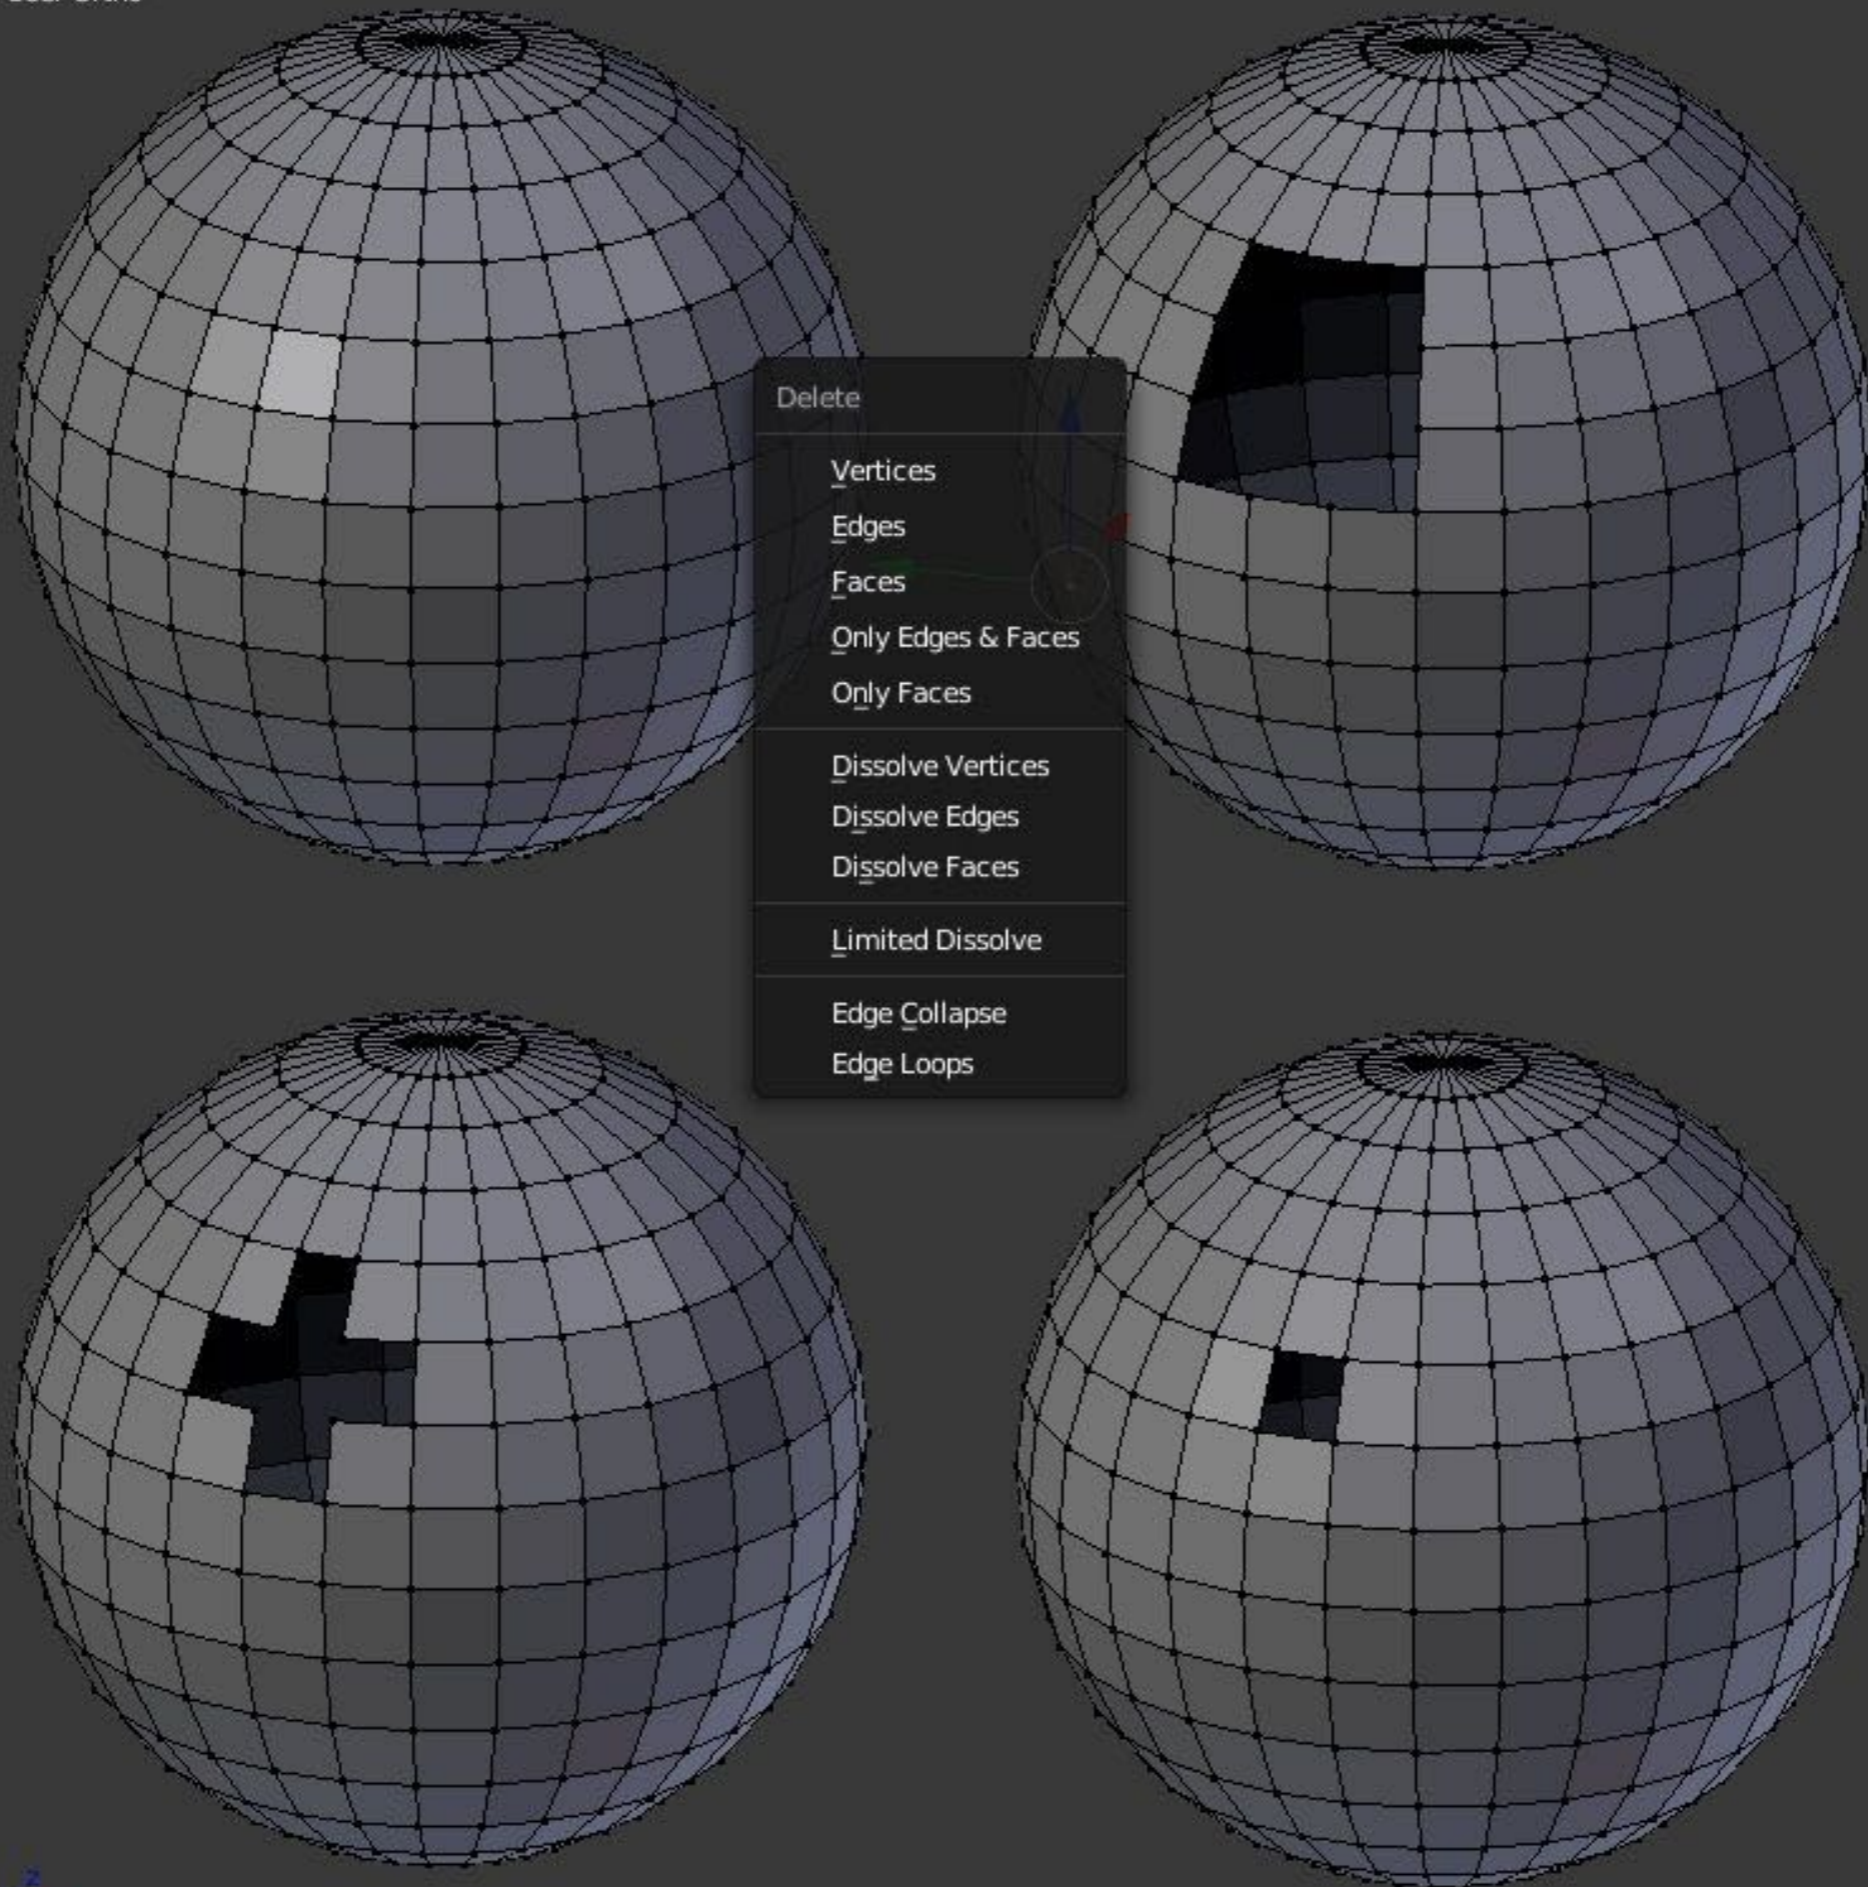 Delete
Vertices
Edges
Faces
Only Edges & Faces
Only Faces
Dissolve Vertices
Dissolve Edges
Dissolve Faces
Limited Dissolve
Edge Collapse
Edge Loops
z